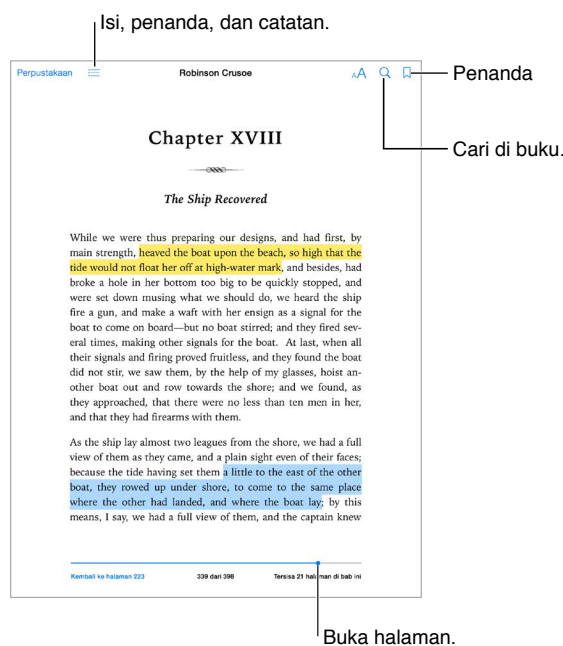 Isi, penanda, dan catatan.
Perpustakaan
Robinson Crusoe
AA
Penanda
Cari di buku.
Chapter XVIII
The Ship Recovered
While we were thus preparing our designs, and had first, by
main strength, heaved the boat upon the beach, so high that the
tide would not float her off at high-water mark, and besides, had
broke a hole in her bottom too big to be quickly stopped, and
were set down musing what we should do, we heard the ship
fire a gun, and make a waft with her ensign as a signal for the
boat to come on board—but no boat stirred; and they fired sev-
eral times, making other signals for the boat. At last, when all
their signals and firing proved fruitless, and they found the boat
did not stir, we saw them, by the help of my glasses, hoist an-
other boat out and row towards the shore; and we found, as
they approached, that there were no less than ten men in her,
and that they had firearms with them.
As the ship lay almost two leagues from the shore, we had a full
view of them as they came, and a plain sight even of their faces;
because the tide having set them a little to the east of the other
boat, they rowed up under shore, to come to the same place
where the other had landed, and where the boat lay; by this
means, I say, we had a full view of them, and the captain knew
Kembali ke halaman 223
339 dari 398
Tersisa 21 halaman di bab ini
Buka halaman.